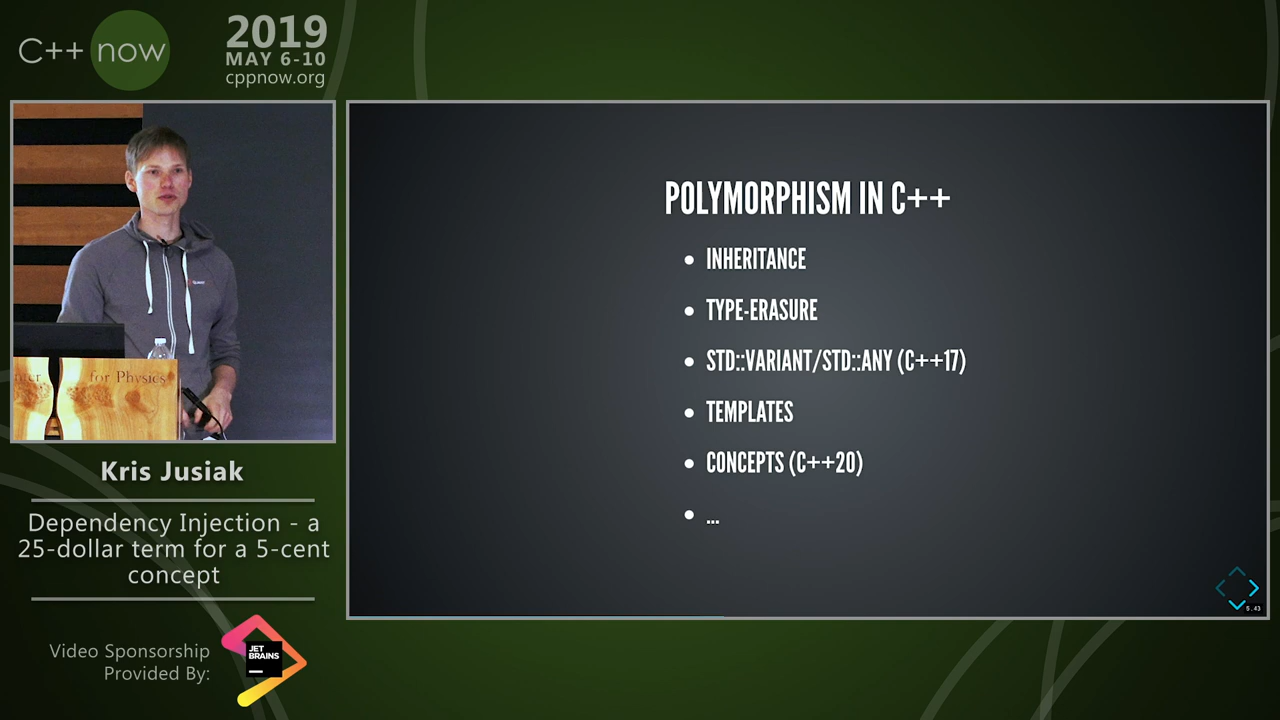 C++ now
2019
MAY 6-10
cppnow.org
for Physics
Kris Jusiak
Dependency Injection - a
25-dollar term for a 5-cent
concept
Video Sponsorship
Provided By:
JET
BRAINS
POLYMORPHISM IN C++
• INHERITANCE
• TYPE-ERASURE
• STD::VARIANT/STD::ANY (C++17)
• TEMPLATES
• CONCEPTS (C++20)
• ...
5.43